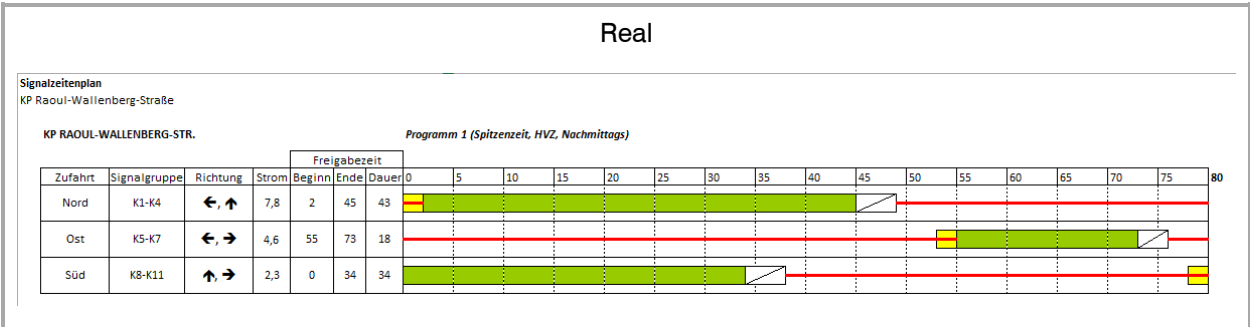 Real
Signalzeitenplan
KP Raoul-Wallenberg-Straße
KP RAOUL-WALLENBERG-STR. Programm 1 (Spitzenzeit, HVZ, Nachmittags)
Freigabezeit
Zufahrt Signalgruppe Richtung Strom Beginn Ende Dauer 0 5 10 15 20 25 30 35 40 45 50 55 60 65 70 75 80
Nord K1-K4 ←, ↑ 7,8 2 45 43
Ost K5-K7 ←, → 4,6 55 73 18
Süd K8-K11 ↑, → 2,3 0 34 34